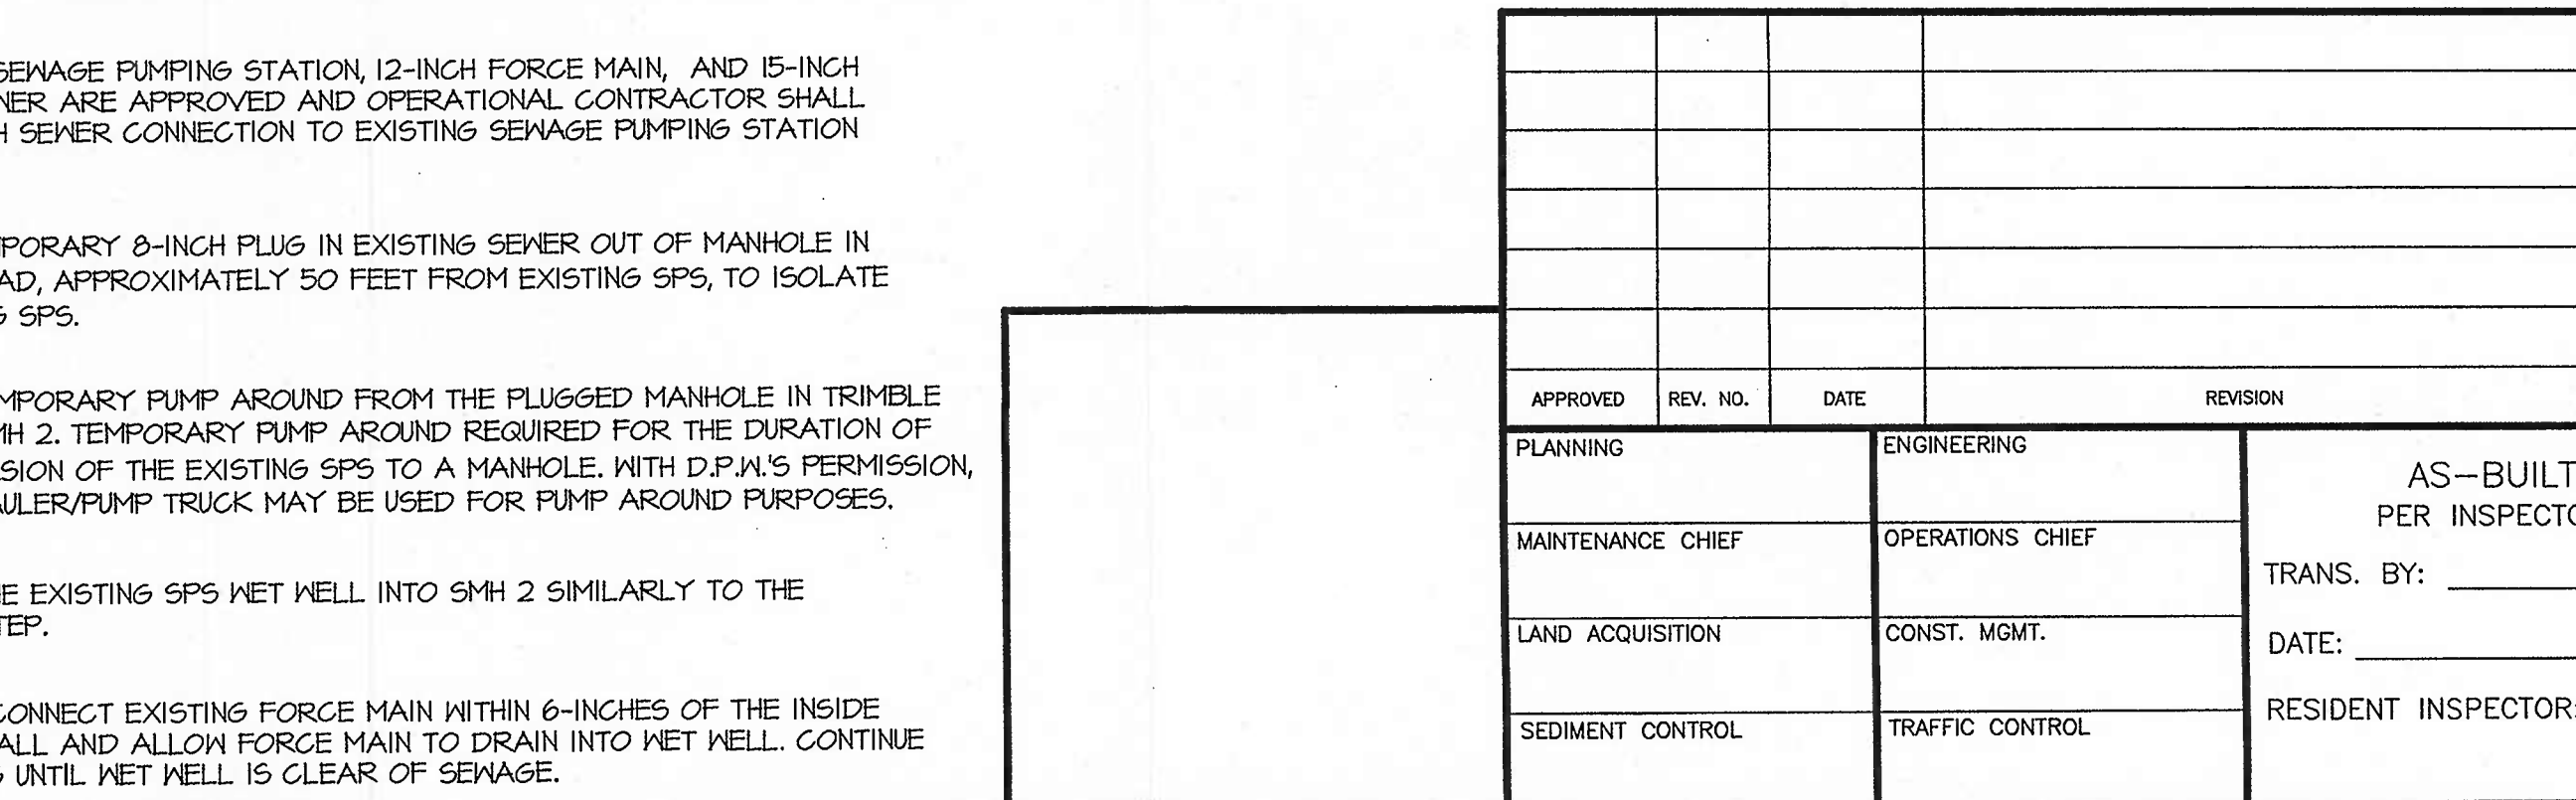 SEWAGE PUMPING STATION, 12-INCH FORCE MAIN, AND 15-INCH
NER ARE APPROVED AND OPERATIONAL CONTRACTOR SHALL
H SEWER CONNECTION TO EXISTING SEWAGE PUMPING STATION
PORARY 8-INCH PLUG IN EXISTING SEWER OUT OF MANHOLE IN
AD, APPROXIMATELY 50 FEET FROM EXISTING SPS, TO ISOLATE
G SPS.
MPORARY PUMP AROUND FROM THE PLUGGED MANHOLE IN TRIMBLE
MH 2. TEMPORARY PUMP AROUND REQUIRED FOR THE DURATION OF
SION OF THE EXISTING SPS TO A MANHOLE. WITH D.P.W.'S PERMISSION,
ULER/PUMP TRUCK MAY BE USED FOR PUMP AROUND PURPOSES.
E EXISTING SPS WET WELL INTO SMH 2 SIMILARLY TO THE
TEP.
CONNECT EXISTING FORCE MAIN WITHIN 6-INCHES OF THE INSIDE
ALL AND ALLOW FORCE MAIN TO DRAIN INTO WET WELL. CONTINUE
G UNTIL WET WELL IS CLEAR OF SEWAGE.
APPROVED REV. NO. DATE REVISION
PLANNING
ENGINEERING
MAINTENANCE CHIEF
OPERATIONS CHIEF
LAND ACQUISITION
CONST. MGMT.
SEDIMENT CONTROL
TRAFFIC CONTROL
AS-BUILT
PER INSPECTO
TRANS. BY:
DATE:
RESIDENT INSPECTOR: